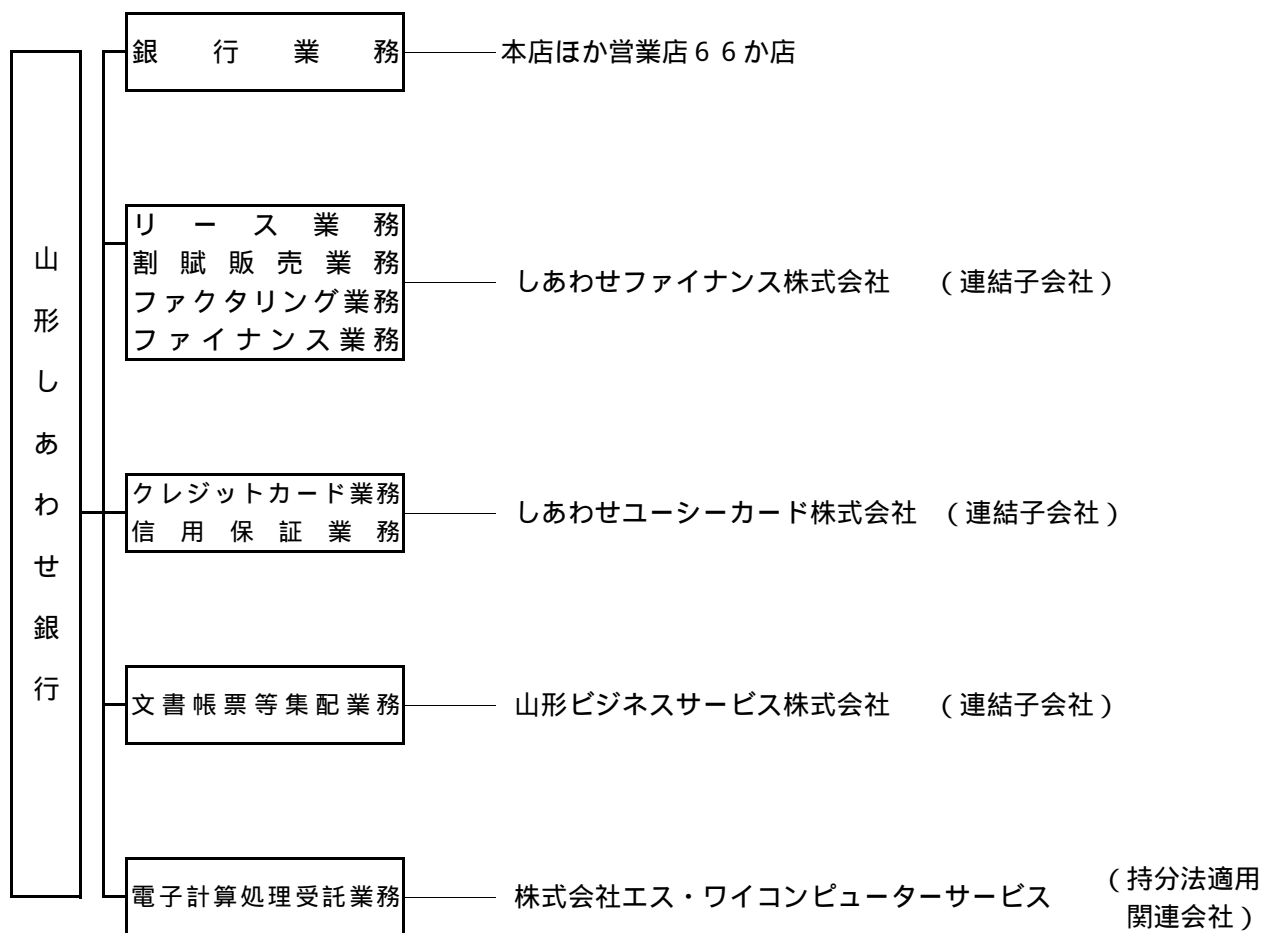 山形しあわせ銀行
銀行業務 本店ほか営業店66か店
リース業務
割賦販売業務
ファクタリング業務
ファイナンス業務
しあわせファイナンス株式会社 (連結子会社)
クレジットカード業務
信用保証業務
しあわせユーシーカード株式会社 (連結子会社)
文書帳票等集配業務 山形ビジネスサービス株式会社 (連結子会社)
電子計算処理受託業務 株式会社エス・ワイコンピューターサービス
(持分法適用
関連会社)